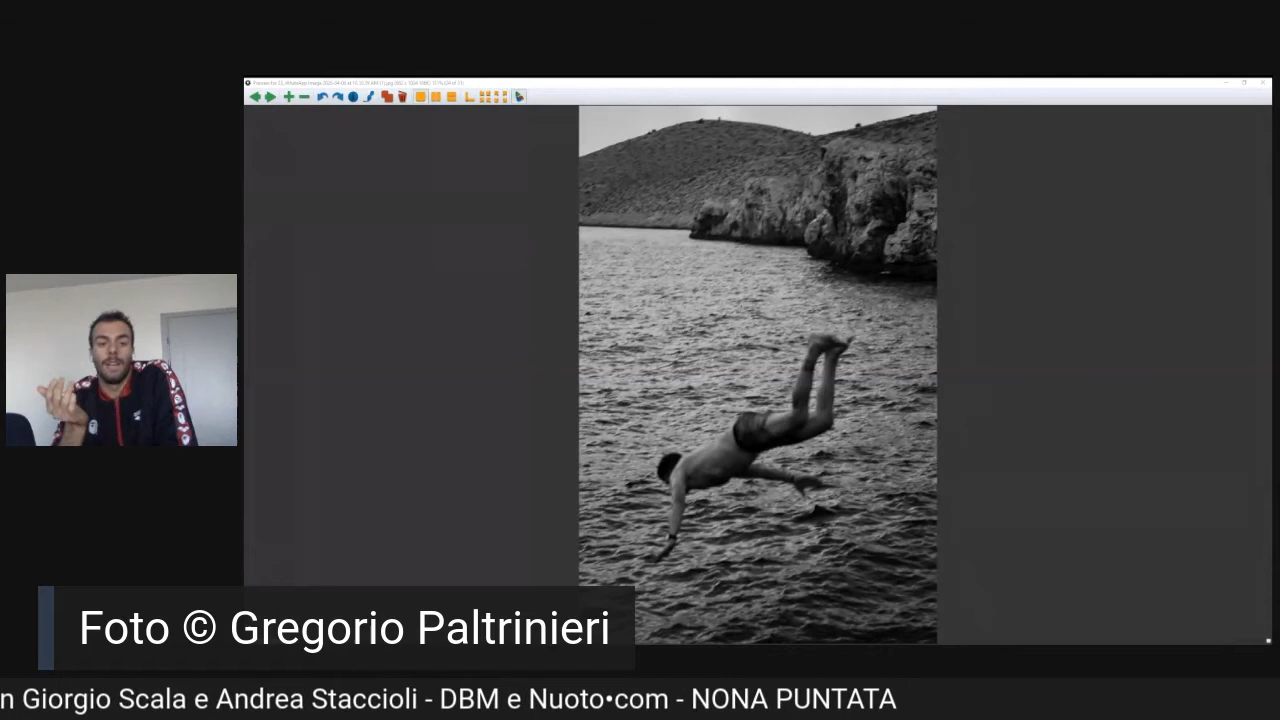 Foto © Gregorio Paltrinieri
n Giorgio Scala e Andrea Staccioli - DBM e Nuoto•com - NONA PUNTATA